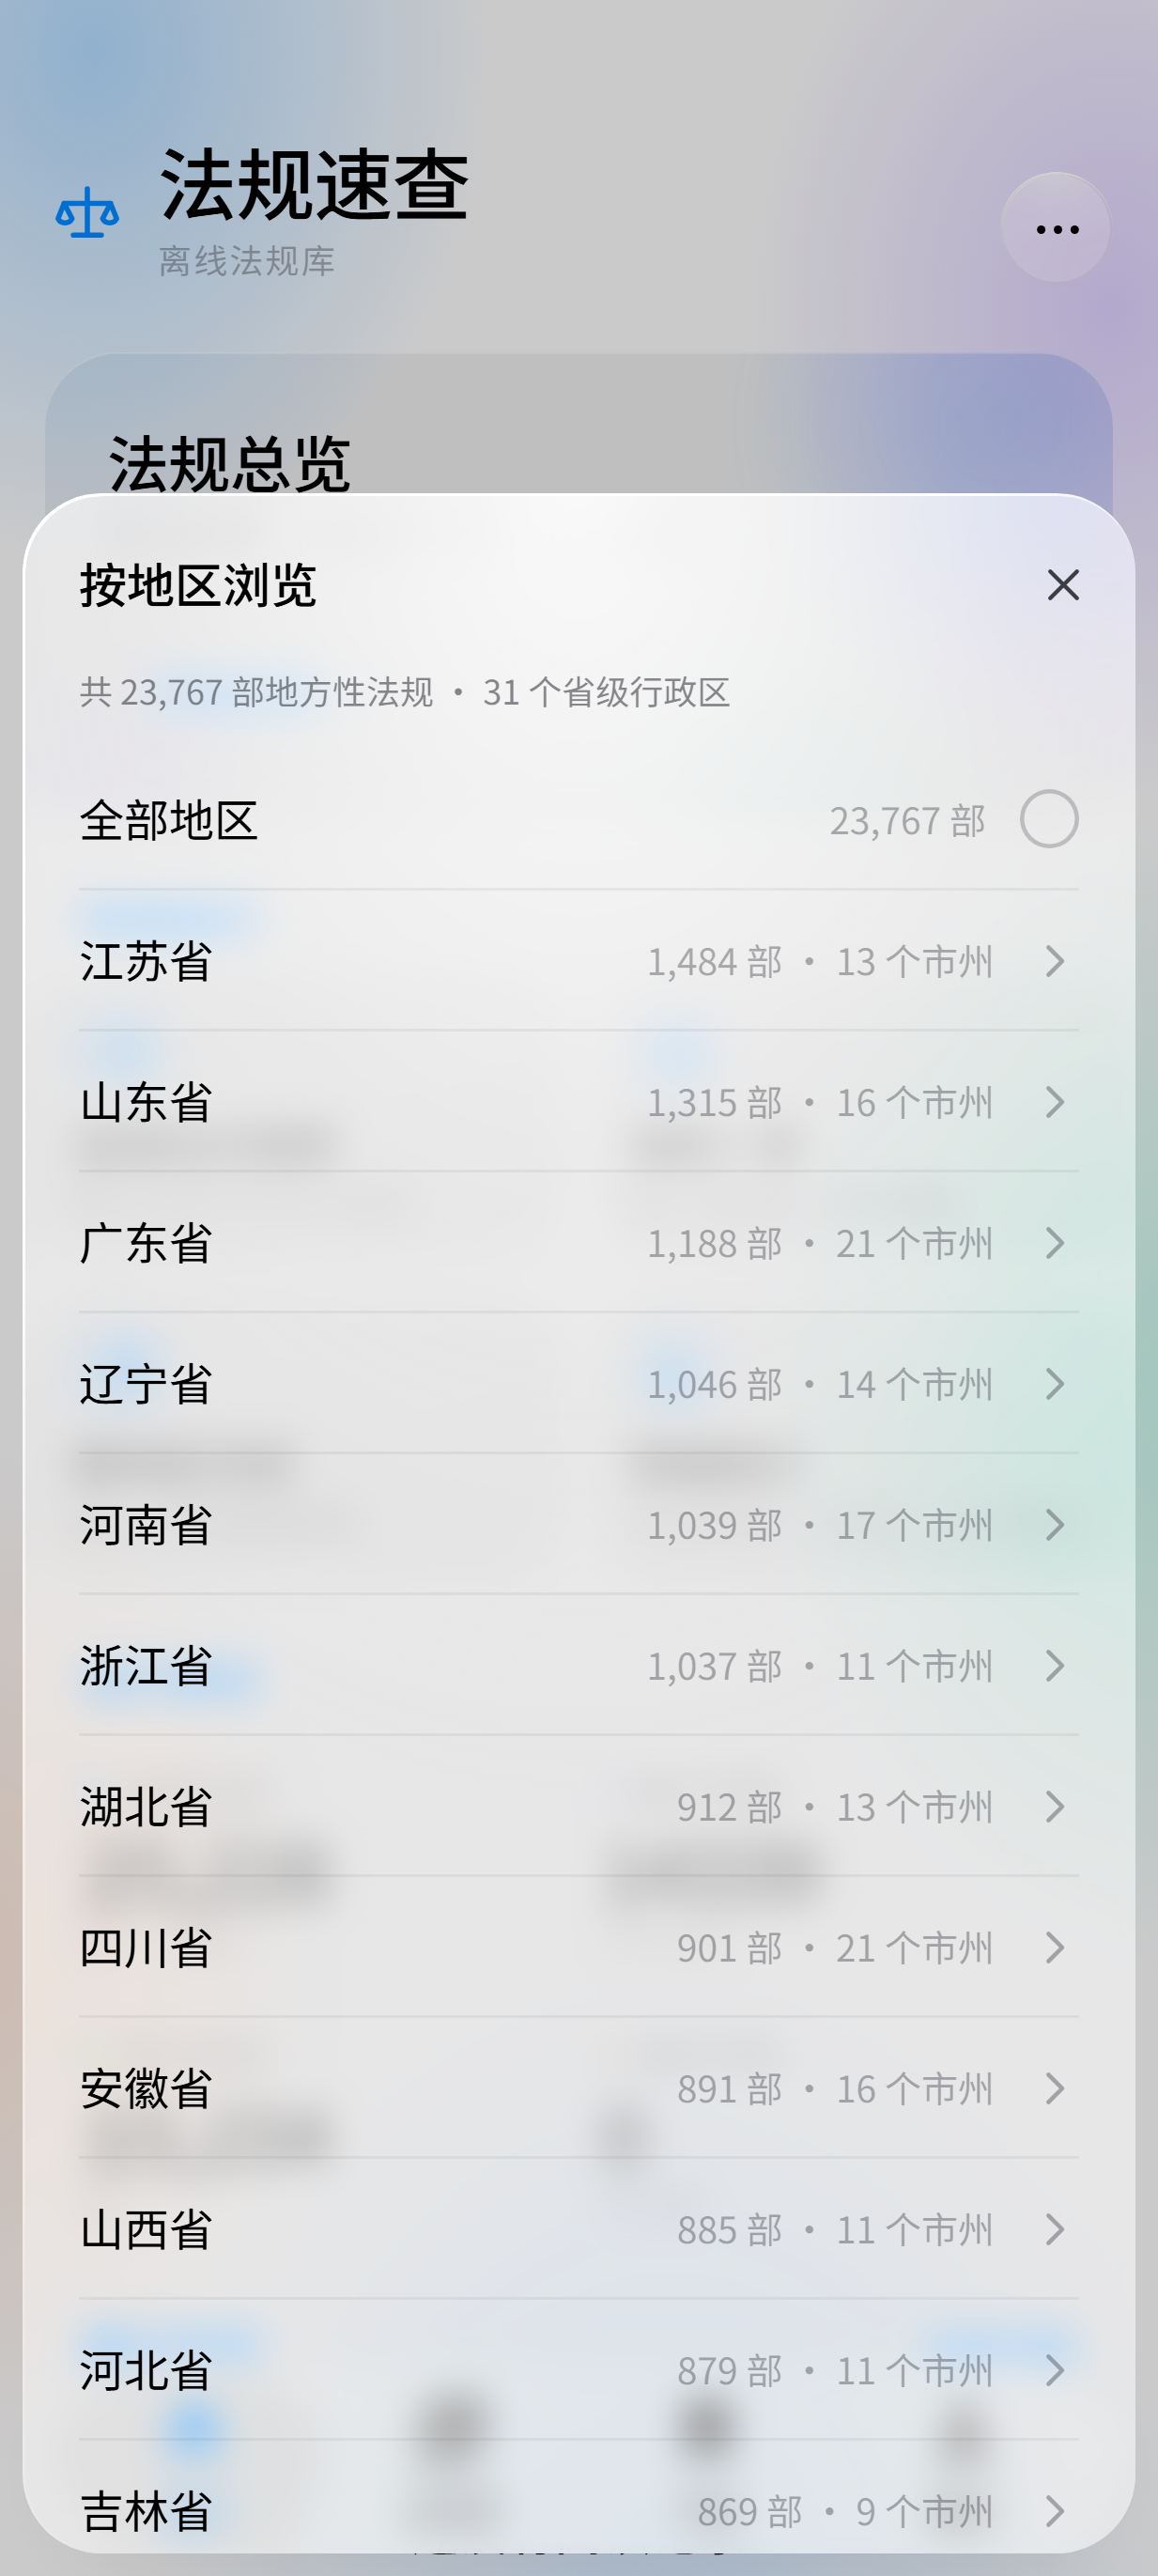 法规速查
离线法规库
法规总览
按地区浏览
共 23,767 部地方性法规 • 31 个省级行政区
全部地区 23,767 部
江苏省 1,484 部 • 13 个市州
山东省 1,315 部 • 16 个市州
广东省 1,188 部 • 21 个市州
辽宁省 1,046 部 • 14 个市州
河南省 1,039 部 • 17 个市州
浙江省 1,037 部 • 11 个市州
湖北省 912 部 • 13 个市州
四川省 901 部 • 21 个市州
安徽省 891 部 • 16 个市州
山西省 885 部 • 11 个市州
河北省 879 部 • 11 个市州
吉林省 869 部 • 9 个市州